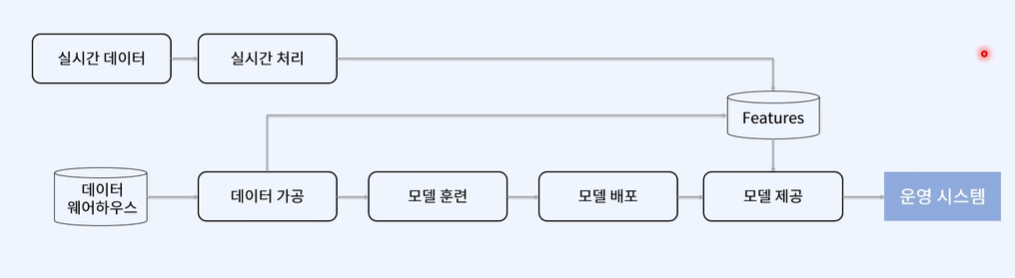 실시간 데이터
실시간 처리
Features
데이터
웨어하우스
데이터 가공
모델 훈련
모델 배포
모델 제공
운영 시스템